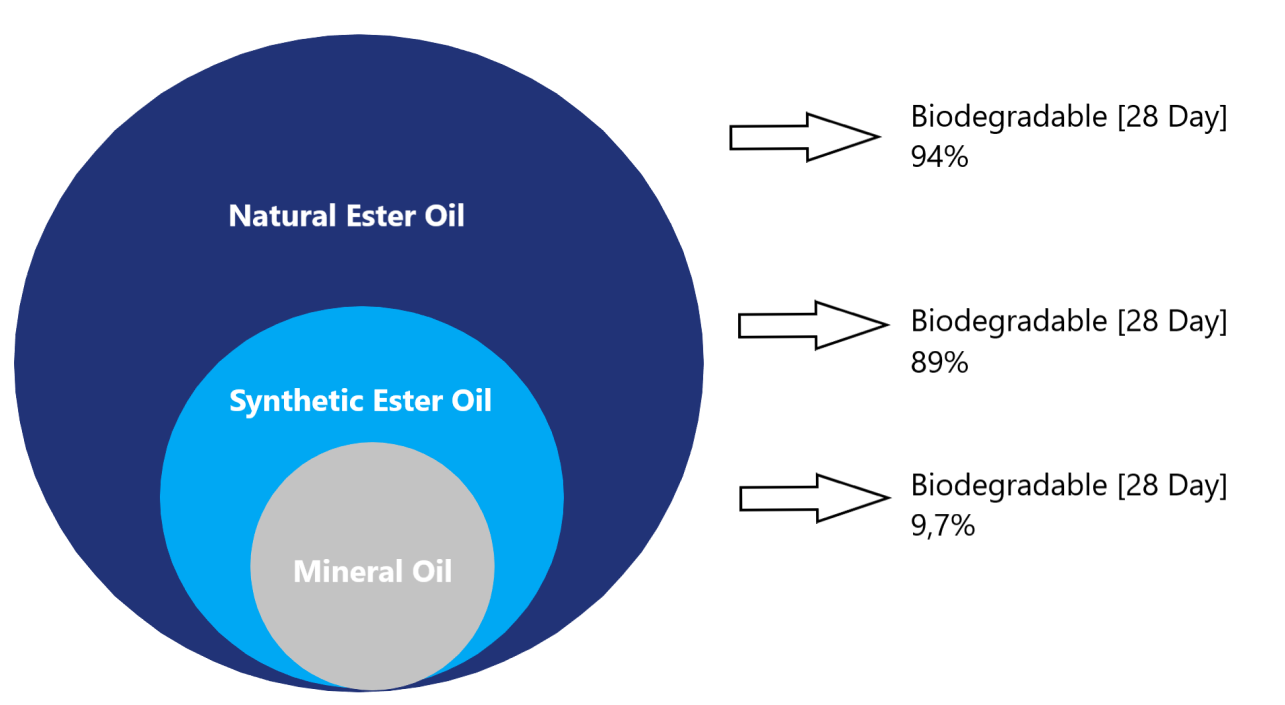 Natural Ester Oil
Synthetic Ester Oil
Mineral Oil
Biodegradable [28 Day]
94%
Biodegradable [28 Day]
89%
Biodegradable [28 Day]
9,7%